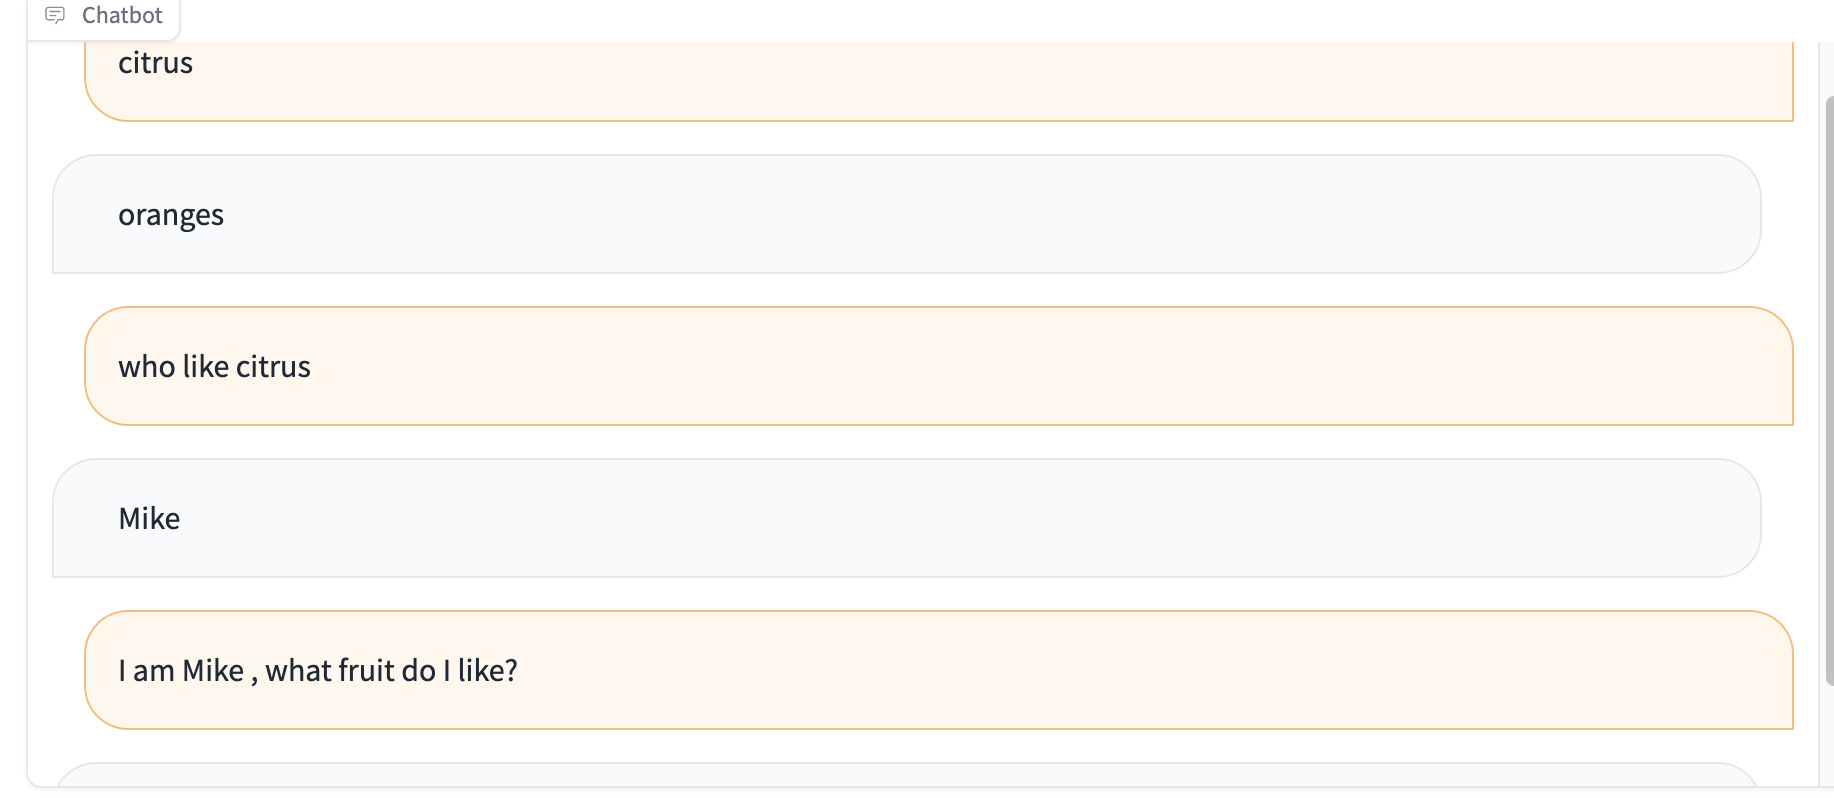 Chatbot
citrus
oranges
who like citrus
Mike
I am Mike , what fruit do I like?